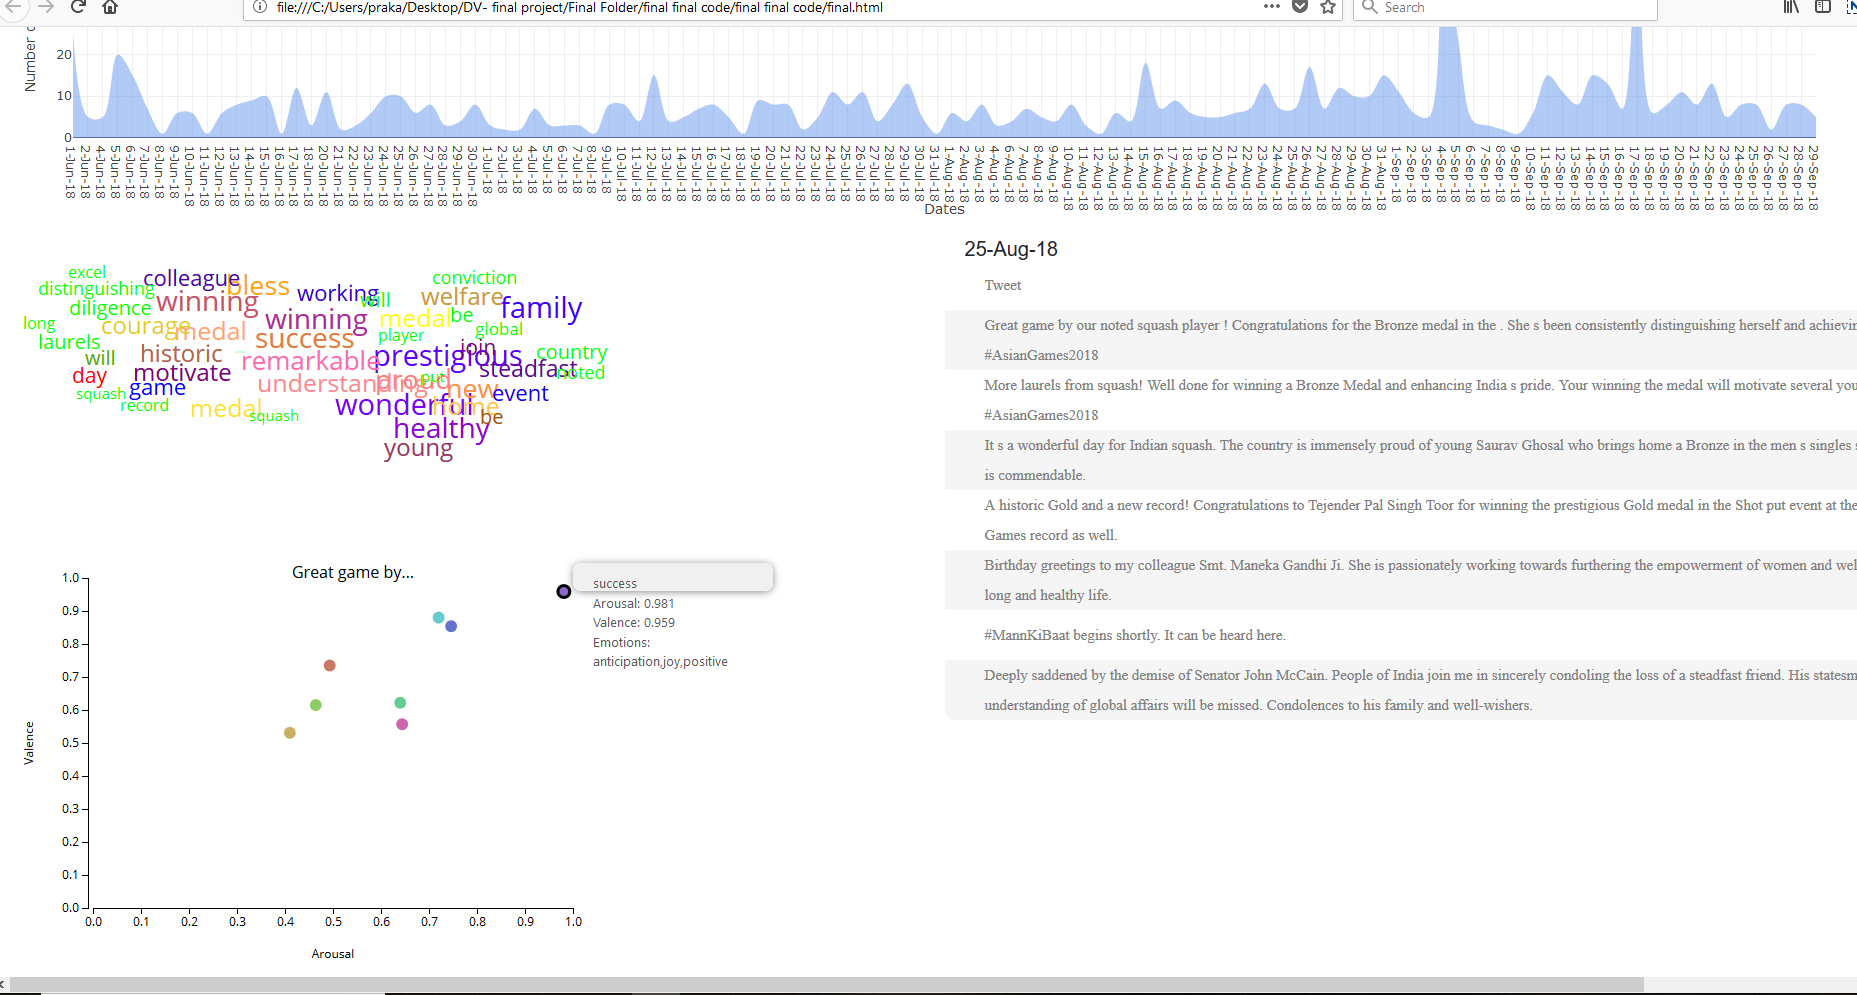 file:///C:/Users/praka/Desktop/DV- final project/Final Folder/final final code/final final code/final.html
Search
Number
20
10
0
1-Jun-18 2-Jun-18 4-Jun-18 5-Jun-18 6-Jun-18 7-Jun-18 8-Jun-18 9-Jun-18 10-Jun-18 11-Jun-18 12-Jun-18 13-Jun-18 14-Jun-18 15-Jun-18 16-Jun-18 17-Jun-18 18-Jun-18 20-Jun-18 21-Jun-18 22-Jun-18 23-Jun-18 24-Jun-18 25-Jun-18 26-Jun-18 27-Jun-18 28-Jun-18 29-Jun-18 30-Jun-18 1-Jul-18 2-Jul-18 3-Jul-18 4-Jul-18 5-Jul-18 6-Jul-18 7-Jul-18 8-Jul-18 9-Jul-18 10-Jul-18 11-Jul-18 12-Jul-18 13-Jul-18 14-Jul-18 15-Jul-18 16-Jul-18 17-Jul-18 18-Jul-18 19-Jul-18 20-Jul-18 21-Jul-18 22-Jul-18 23-Jul-18 24-Jul-18 25-Jul-18 26-Jul-18 27-Jul-18 28-Jul-18 29-Jul-18 30-Jul-18 31-Jul-18 1-Aug-18 2-Aug-18 3-Aug-18 4-Aug-18 6-Aug-18 7-Aug-18 8-Aug-18 9-Aug-18 10-Aug-18 11-Aug-18 12-Aug-18 13-Aug-18 14-Aug-18 15-Aug-18 16-Aug-18 17-Aug-18 18-Aug-18 19-Aug-18 20-Aug-18 21-Aug-18 22-Aug-18 23-Aug-18 24-Aug-18 25-Aug-18 26-Aug-18 27-Aug-18 28-Aug-18 29-Aug-18 30-Aug-18 31-Aug-18 1-Sep-18 2-Sep-18 3-Sep-18 4-Sep-18 5-Sep-18 6-Sep-18 7-Sep-18 8-Sep-18 9-Sep-18 10-Sep-18 11-Sep-18 12-Sep-18 13-Sep-18 14-Sep-18 15-Sep-18 16-Sep-18 17-Sep-18 18-Sep-18 19-Sep-18 20-Sep-18 21-Sep-18 22-Sep-18 23-Sep-18 24-Sep-18 25-Sep-18 26-Sep-18 27-Sep-18 28-Sep-18 29-Sep-18
Dates
excel colleague bless conviction
distinguishing working will welfare
diligence winning family
long courage medal winning medal be global
laurels success player
will historic remarkable prestigious join country
day motivate understanding proud put steadfast noted
squash game new event
record medal squash wonderful home be
healthy
young
25-Aug-18
Tweet
Great game by our noted squash player ! Congratulations for the Bronze medal in the . She s been consistently distinguishing herself and
#AsianGames2018
More laurels from squash! Well done for winning a Bronze Medal and enhancing India s pride. Your winning the medal will motivate several
#AsianGames2018
It s a wonderful day for Indian squash. The country is immensely proud of young Saurav Ghosal who brings home a Bronze in the men s singles
is commendable.
A historic Gold and a new record! Congratulations to Tejender Pal Singh Toor for winning the prestigious Gold medal in the Shot put event at the
Games record as well.
Birthday greetings to my colleague Smt. Maneka Gandhi Ji. She is passionately working towards furthering the empowerment of women and
long and healthy life.
#MannKiBaat begins shortly. It can be heard here.
Deeply saddened by the demise of Senator John McCain. People of India join me in sincerely condoling the loss of a steadfast friend. His
understanding of global affairs will be missed. Condolences to his family and well-wishers.
Great game by...
success
Arousal: 0.981
Valence: 0.959
Emotions:
anticipation,joy,positive
Valence
1.0
0.9
0.8
0.7
0.6
0.5
0.4
0.3
0.2
0.1
0.0
0.0 0.1 0.2 0.3 0.4 0.5 0.6 0.7 0.8 0.9 1.0
Arousal